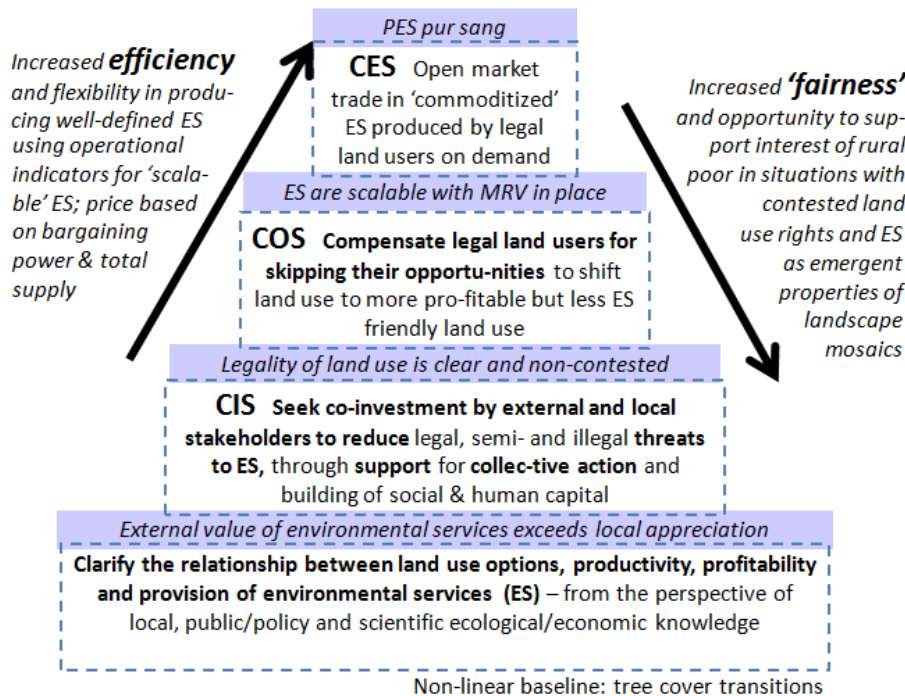 PES pur sang
Increased efficiency
and flexibility in produ-
cing well-defined ES
using operational
indicators for ‘scala-
ble’ ES; price based
on bargaining
power & total
supply
CES Open market
trade in ‘commoditized’
ES produced by legal
land users on demand
Increased ‘fairness’
and opportunity to sup-
port interest of rural
poor in situations with
contested land
use rights and ES
as emergent
properties of
landscape
mosaics
ES are scalable with MRV in place
COS Compensate legal land users for
skipping their opportu-nities to shift
land use to more pro-fitable but less ES
friendly land use
Legality of land use is clear and non-contested
CIS Seek co-investment by external and local
stakeholders to reduce legal, semi- and illegal threats
to ES, through support for collec-tive action and
building of social & human capital
External value of environmental services exceeds local appreciation
Clarify the relationship between land use options, productivity, profitability
and provision of environmental services (ES) – from the perspective of
local, public/policy and scientific ecological/economic knowledge
Non-linear baseline: tree cover transitions